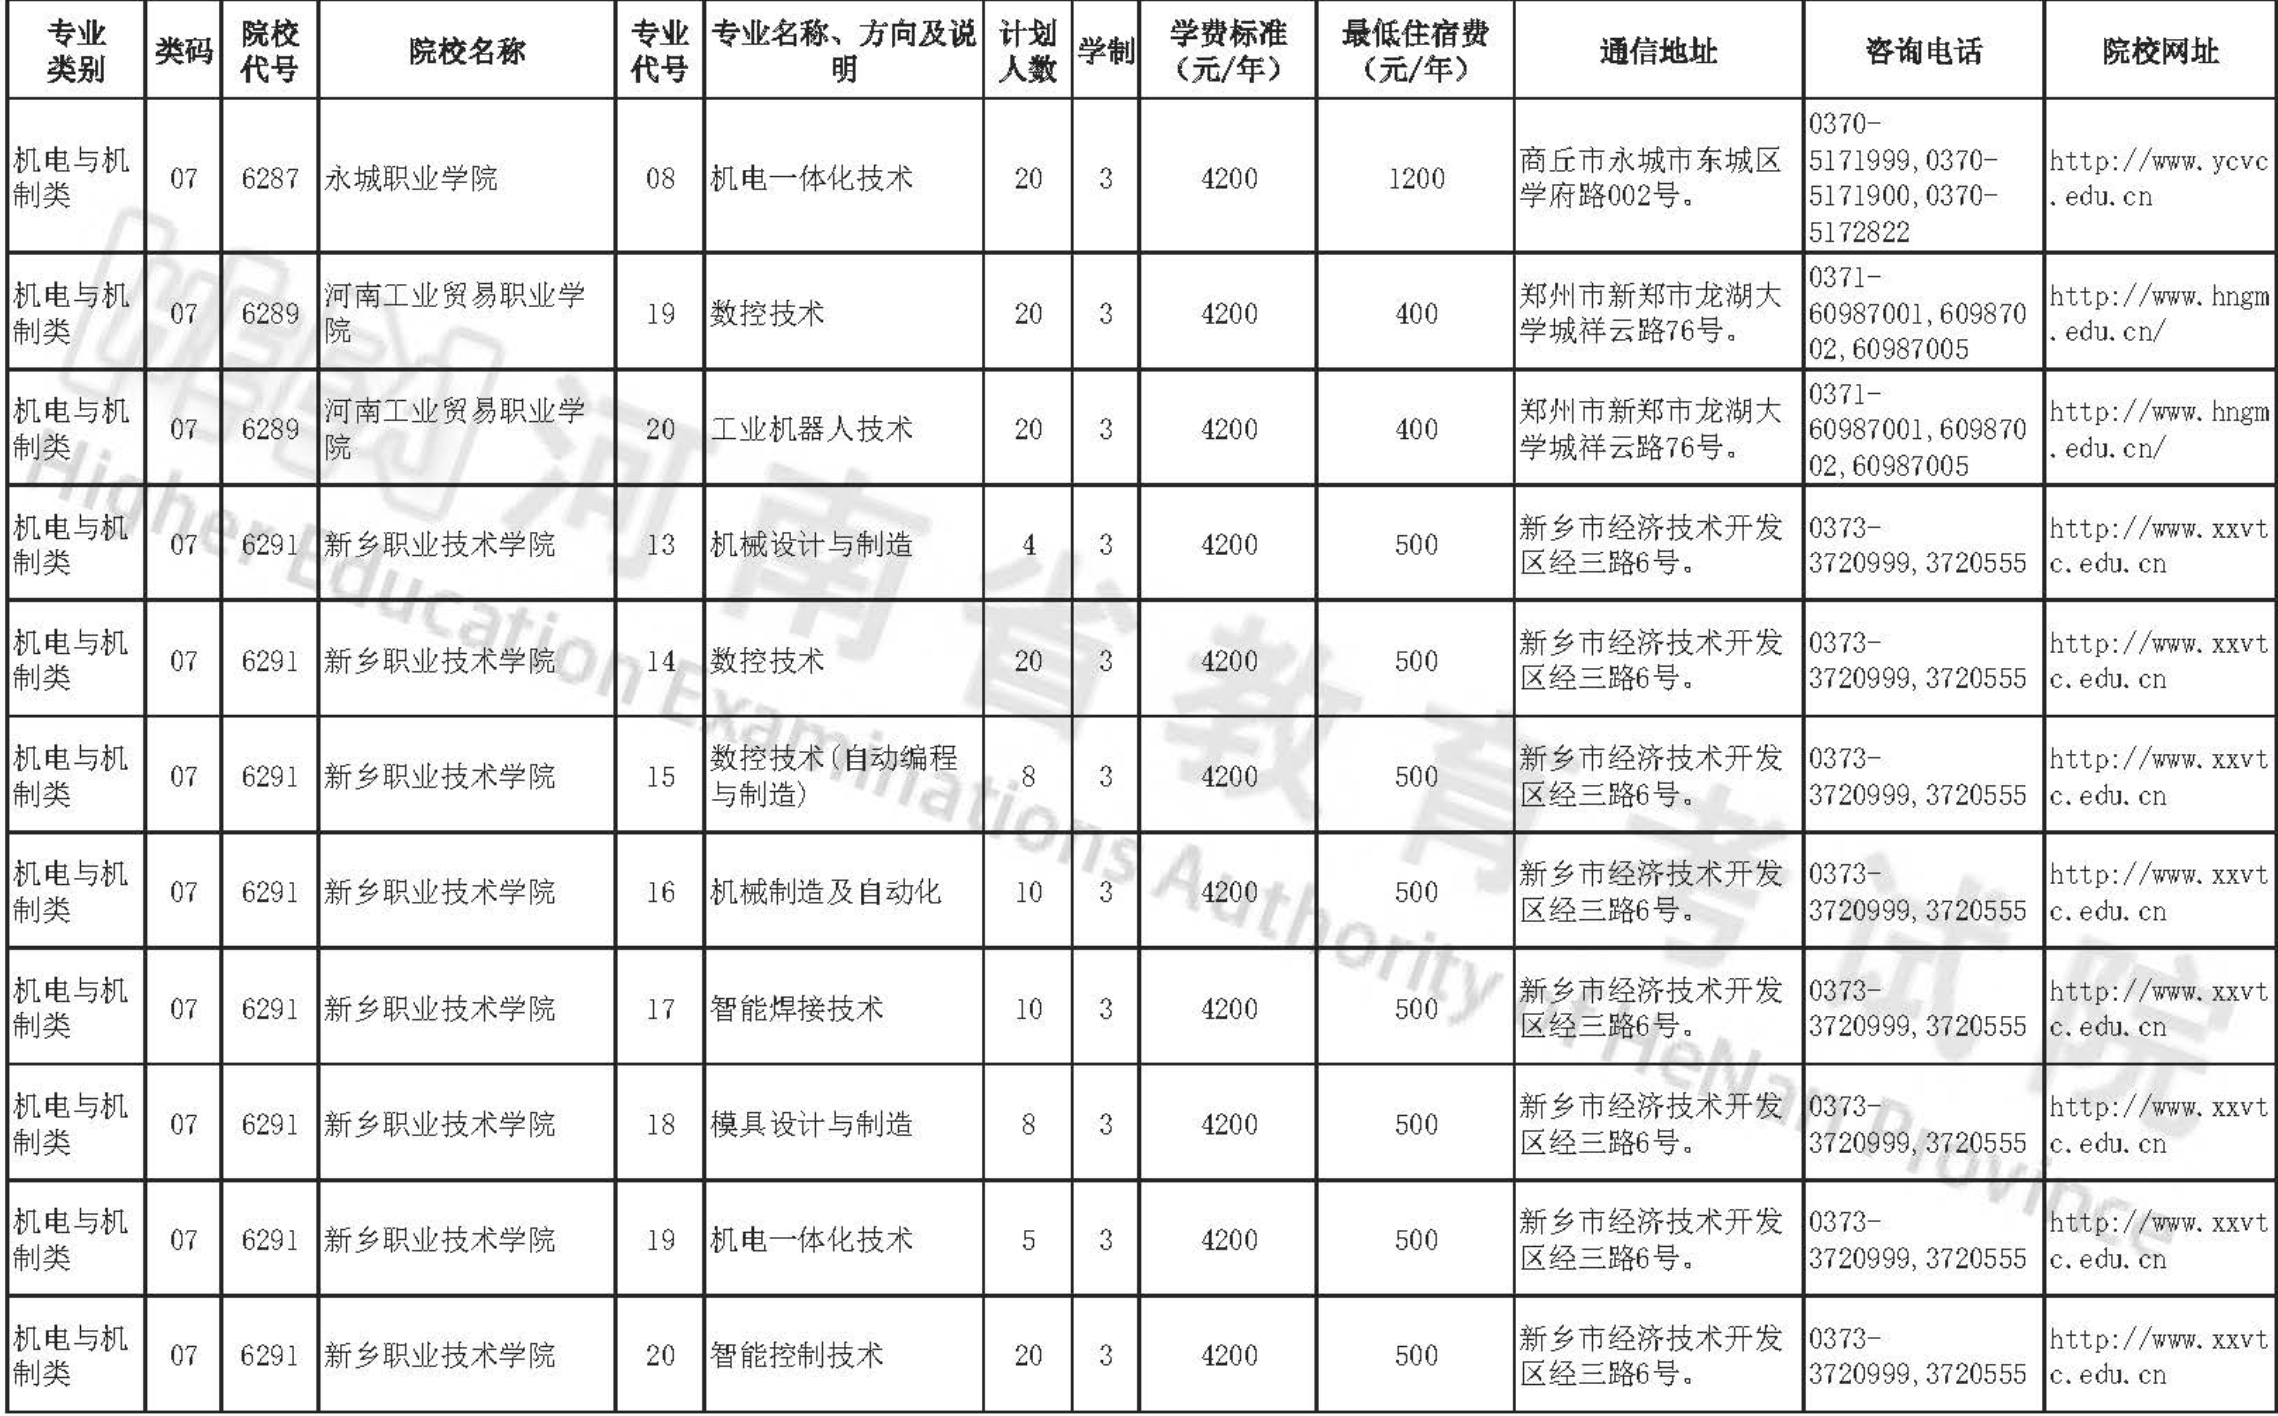 专业类别 类码 院校代号 院校名称 专业代号 专业名称、方向及说明 计划人数 学制 学费标准（元/年） 最低住宿费（元/年） 通信地址 咨询电话 院校网址
机电与机制类 07 6287 永城职业学院 08 机电一体化技术 20 3 4200 1200 商丘市永城市东城区学府路002号。 0370-5171999,0370-5171900,0370-5172822 http://www.ycvc.edu.cn
机电与机制类 07 6289 河南工业贸易职业学院 19 数控技术 20 3 4200 400 郑州市新郑市龙湖大学城祥云路76号。 0371-60987001,60987002,60987005 http://www.hngm.edu.cn/
机电与机制类 07 6289 河南工业贸易职业学院 20 工业机器人技术 20 3 4200 400 郑州市新郑市龙湖大学城祥云路76号。 0371-60987001,60987002,60987005 http://www.hngm.edu.cn/
机电与机制类 07 6291 新乡职业技术学院 13 机械设计与制造 4 3 4200 500 新乡市经济技术开发区经三路6号。 0373-3720999,3720555 http://www.xxvtc.edu.cn
机电与机制类 07 6291 新乡职业技术学院 14 数控技术 20 3 4200 500 新乡市经济技术开发区经三路6号。 0373-3720999,3720555 http://www.xxvtc.edu.cn
机电与机制类 07 6291 新乡职业技术学院 15 数控技术(自动编程与制造) 8 3 4200 500 新乡市经济技术开发区经三路6号。 0373-3720999,3720555 http://www.xxvtc.edu.cn
机电与机制类 07 6291 新乡职业技术学院 16 机械制造及自动化 10 3 4200 500 新乡市经济技术开发区经三路6号。 0373-3720999,3720555 http://www.xxvtc.edu.cn
机电与机制类 07 6291 新乡职业技术学院 17 智能焊接技术 10 3 4200 500 新乡市经济技术开发区经三路6号。 0373-3720999,3720555 http://www.xxvtc.edu.cn
机电与机制类 07 6291 新乡职业技术学院 18 模具设计与制造 8 3 4200 500 新乡市经济技术开发区经三路6号。 0373-3720999,3720555 http://www.xxvtc.edu.cn
机电与机制类 07 6291 新乡职业技术学院 19 机电一体化技术 5 3 4200 500 新乡市经济技术开发区经三路6号。 0373-3720999,3720555 http://www.xxvtc.edu.cn
机电与机制类 07 6291 新乡职业技术学院 20 智能控制技术 20 3 4200 500 新乡市经济技术开发区经三路6号。 0373-3720999,3720555 http://www.xxvtc.edu.cn
河南省教育考试院
Higher Education Examinations Authority of HeNan Province